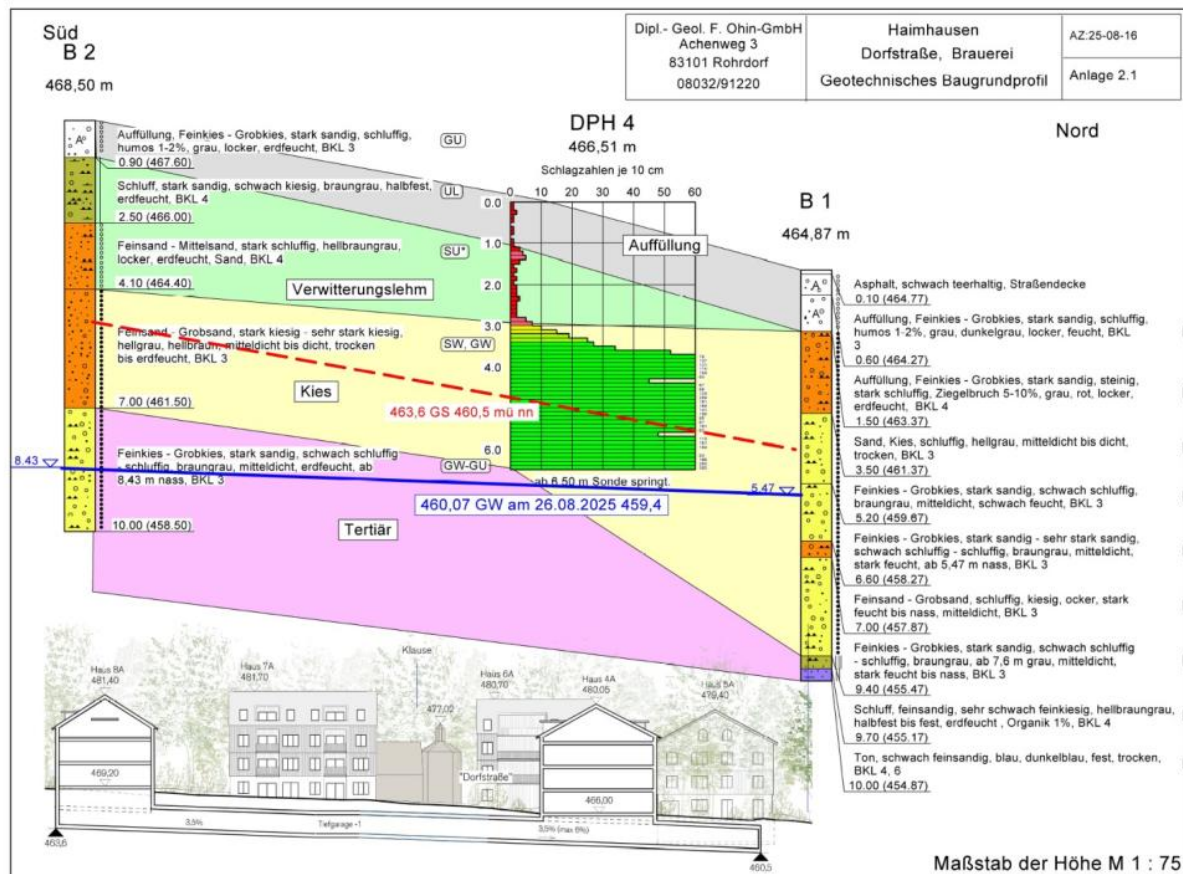 Süd
B 2
468,50 m
Dipl.- Geol. F. Ohin-GmbH
Achenweg 3
83101 Rohrdorf
08032/91220
Haimhausen
Dorfstraße, Brauerei
Geotechnisches Baugrundprofil
AZ:25-08-16
Anlage 2.1
Nord
DPH 4
466,51 m
Schlagzahlen je 10 cm
0 10 20 30 40 50 60
0.0
1.0
2.0
3.0
4.0
6.0
ab 6.50 m Sonde springt.
A
Auffüllung, Feinkies - Grobkies, stark sandig, schluffig,
humos 1-2%, grau, locker, erdfeucht, BKL 3
0.90 (467.60)
GU
Schluff, stark sandig, schwach kiesig, braungrau, halbfest,
erdfeucht, BKL 4
2.50 (466.00)
UL
Feinsand - Mittelsand, stark schluffig, hellbraungrau,
locker, erdfeucht, Sand, BKL 4
4.10 (464.40)
SU*
Verwitterungslehm
Feinsand - Grobsand, stark kiesig - sehr stark kiesig,
hellgrau, hellbraun, mitteldicht bis dicht, trocken
bis erdfeucht, BKL 3
7.00 (461.50)
SW, GW
Kies
463,6 GS 460,5 mü nn
Feinkies - Grobkies, stark sandig, schwach schluffig
- schluffig, braungrau, mitteldicht, erdfeucht, ab
8.43 m nass, BKL 3
10.00 (458.50)
GW-GU
8.43
5.47
460,07 GW am 26.08.2025 459,4
Tertiär
Auffüllung
B 1
464,87 m
A
A
Asphalt, schwach teerhaltig, Straßendecke
0.10 (464.77)
Auffüllung, Feinkies - Grobkies, stark sandig, schluffig,
humos 1-2%, grau, dunkelgrau, locker, feucht, BKL
3
0.60 (464.27)
Auffüllung, Feinkies - Grobkies, stark sandig, steinig,
stark schluffig, Ziegelbruch 5-10%, grau, rot, locker,
erdfeucht, BKL 4
1.50 (463.37)
Sand, Kies, schluffig, hellgrau, mitteldicht bis dicht,
trocken, BKL 3
3.50 (461.37)
Feinkies - Grobkies, stark sandig, schwach schluffig,
braungrau, mitteldicht, schwach feucht, BKL 3
5.20 (459.67)
Feinkies - Grobkies, stark sandig - sehr stark sandig,
schwach schluffig - schluffig, braungrau, mitteldicht,
stark feucht, ab 5,47 m nass, BKL 3
6.60 (458.27)
Feinsand - Grobsand, schluffig, kiesig, ocker, stark
feucht bis nass, mitteldicht, BKL 3
7.00 (457.87)
Feinkies - Grobkies, stark sandig, schwach schluffig
- schluffig, braungrau, ab 7,6 m grau, mitteldicht,
stark feucht bis nass, BKL 3
9.40 (455.47)
Schluff, feinsandig, sehr schwach feinkiesig, hellbraungrau,
halbfest bis fest, erdfeucht , Organik 1%, BKL 4
9.70 (455.17)
Ton, schwach feinsandig, blau, dunkelblau, fest, trocken,
BKL 4, 6
10.00 (454.87)
Haus 8A
481,40
Haus 7A
481,70
Klause
477,02
Haus 6A
480,70
Haus 4A
480,05
Haus 5A
479,40
469,20
"Dorfstraße"
466,00
3,5%
Tiefgarage -1
3,5% (max 6%)
463,6
460,5
Maßstab der Höhe M 1 : 75